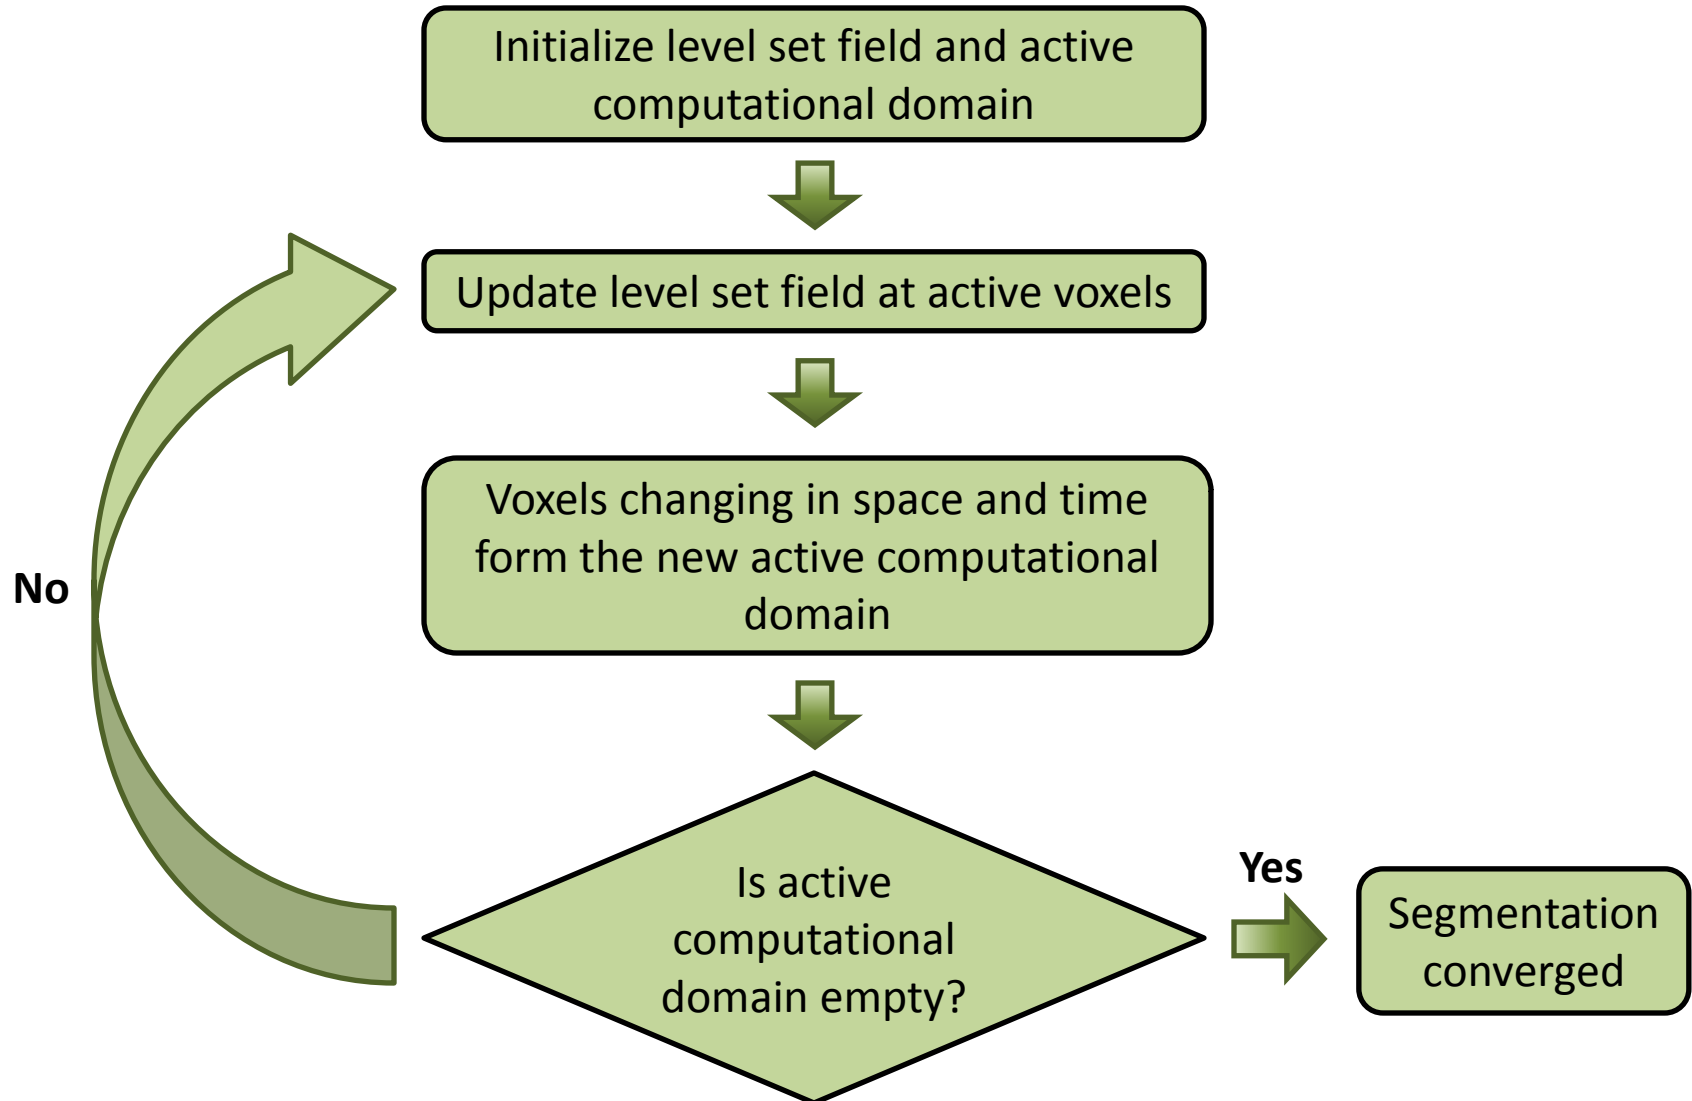 Initialize level set field and active
computational domain
Update level set field at active voxels
Voxels changing in space and time
form the new active computational
domain
No
Is active
computational
domain empty?
Yes
Segmentation
converged